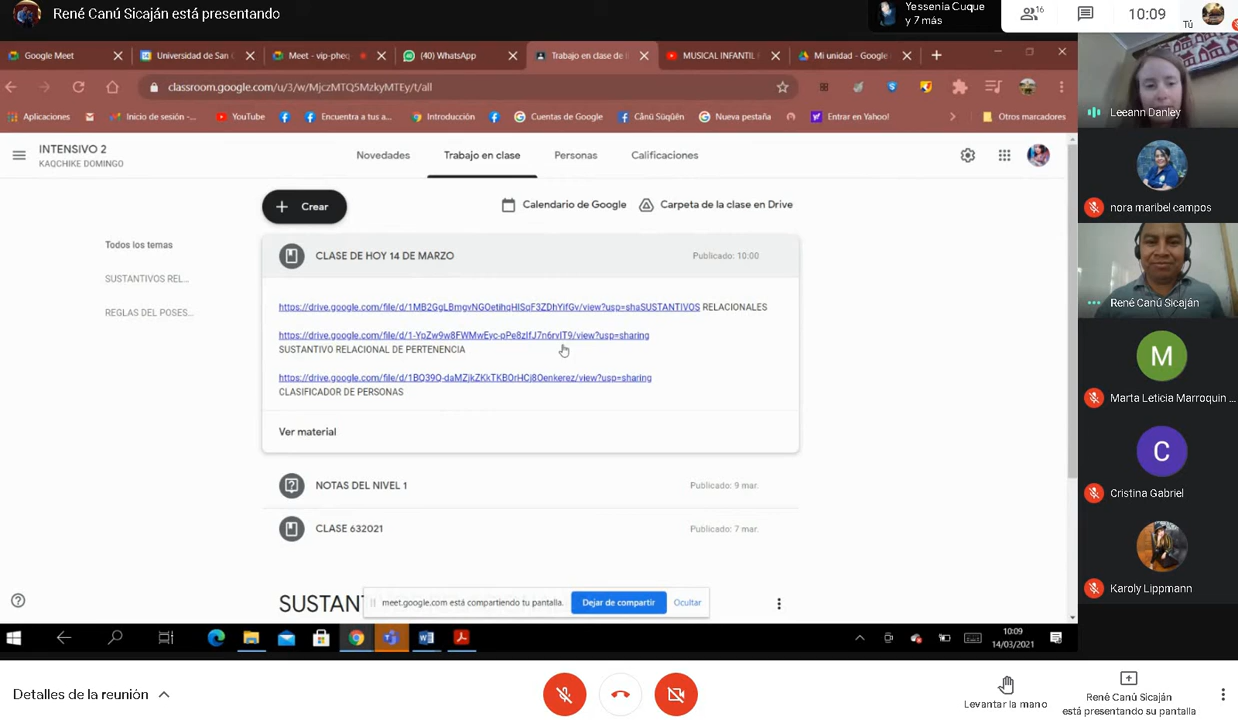 René Canú Sicaján está presentando
Yessenia Cuque
y 7 más
16
10:09
Tú
Google Meet
Universidad de San C
Meet - vip-pheq
(40) WhatsApp
Trabajo en clase de I
MUSICAL INFANTIL F
Mi unidad - Google
classroom.google.com/u/3/w/MjczMTQ5MzkyMTEy/t/all
Aplicaciones
Inicio de sesión -...
YouTube
Encuentra a tus a...
Introducción
Cuentas de Google
Cånü Süqüên
Nueva pestaña
Entrar en Yahoo!
Otros marcadores
INTENSIVO 2
KAQCHIKE DOMINGO
Novedades
Trabajo en clase
Personas
Calificaciones
Crear
Calendario de Google
Carpeta de la clase en Drive
Todos los temas
SUSTANTIVOS REL...
REGLAS DEL POSES...
CLASE DE HOY 14 DE MARZO
Publicado: 10:00
https://drive.google.com/file/d/1MB2GgLBmgvNGOetihqHISqF3ZDhYifGv/view?usp=shaSUSTANTIVOS RELACIONALES
https://drive.google.com/file/d/1-YpZw9w8FWMwEyc-pPe8zIfJ7n6rvIT9/view?usp=sharing
SUSTANTIVO RELACIONAL DE PERTENENCIA
https://drive.google.com/file/d/1BQ39Q-daMZjkZKkTKBOrHCj8Oenkerez/view?usp=sharing
CLASIFICADOR DE PERSONAS
Ver material
NOTAS DEL NIVEL 1
Publicado: 9 mar.
CLASE 632021
Publicado: 7 mar.
SUSTANT
meet.google.com está compartiendo tu pantalla.
Dejar de compartir
Ocultar
10:09
14/03/2021
Leeann Danley
nora maribel campos
René Canú Sicaján
M
Marta Leticia Marroquin ...
C
Cristina Gabriel
Karoly Lippmann
Detalles de la reunión
Levantar la mano
René Canú Sicaján
está presentando su pantalla